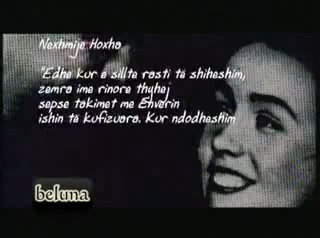 Nexhmije Hoxha
"Edhe kur e sillte rasti të shiheshim,
zemra ime rinore thyhej
sepse takimet me Enverin
ishin të kufizuara. Kur ndodheshim
beluna